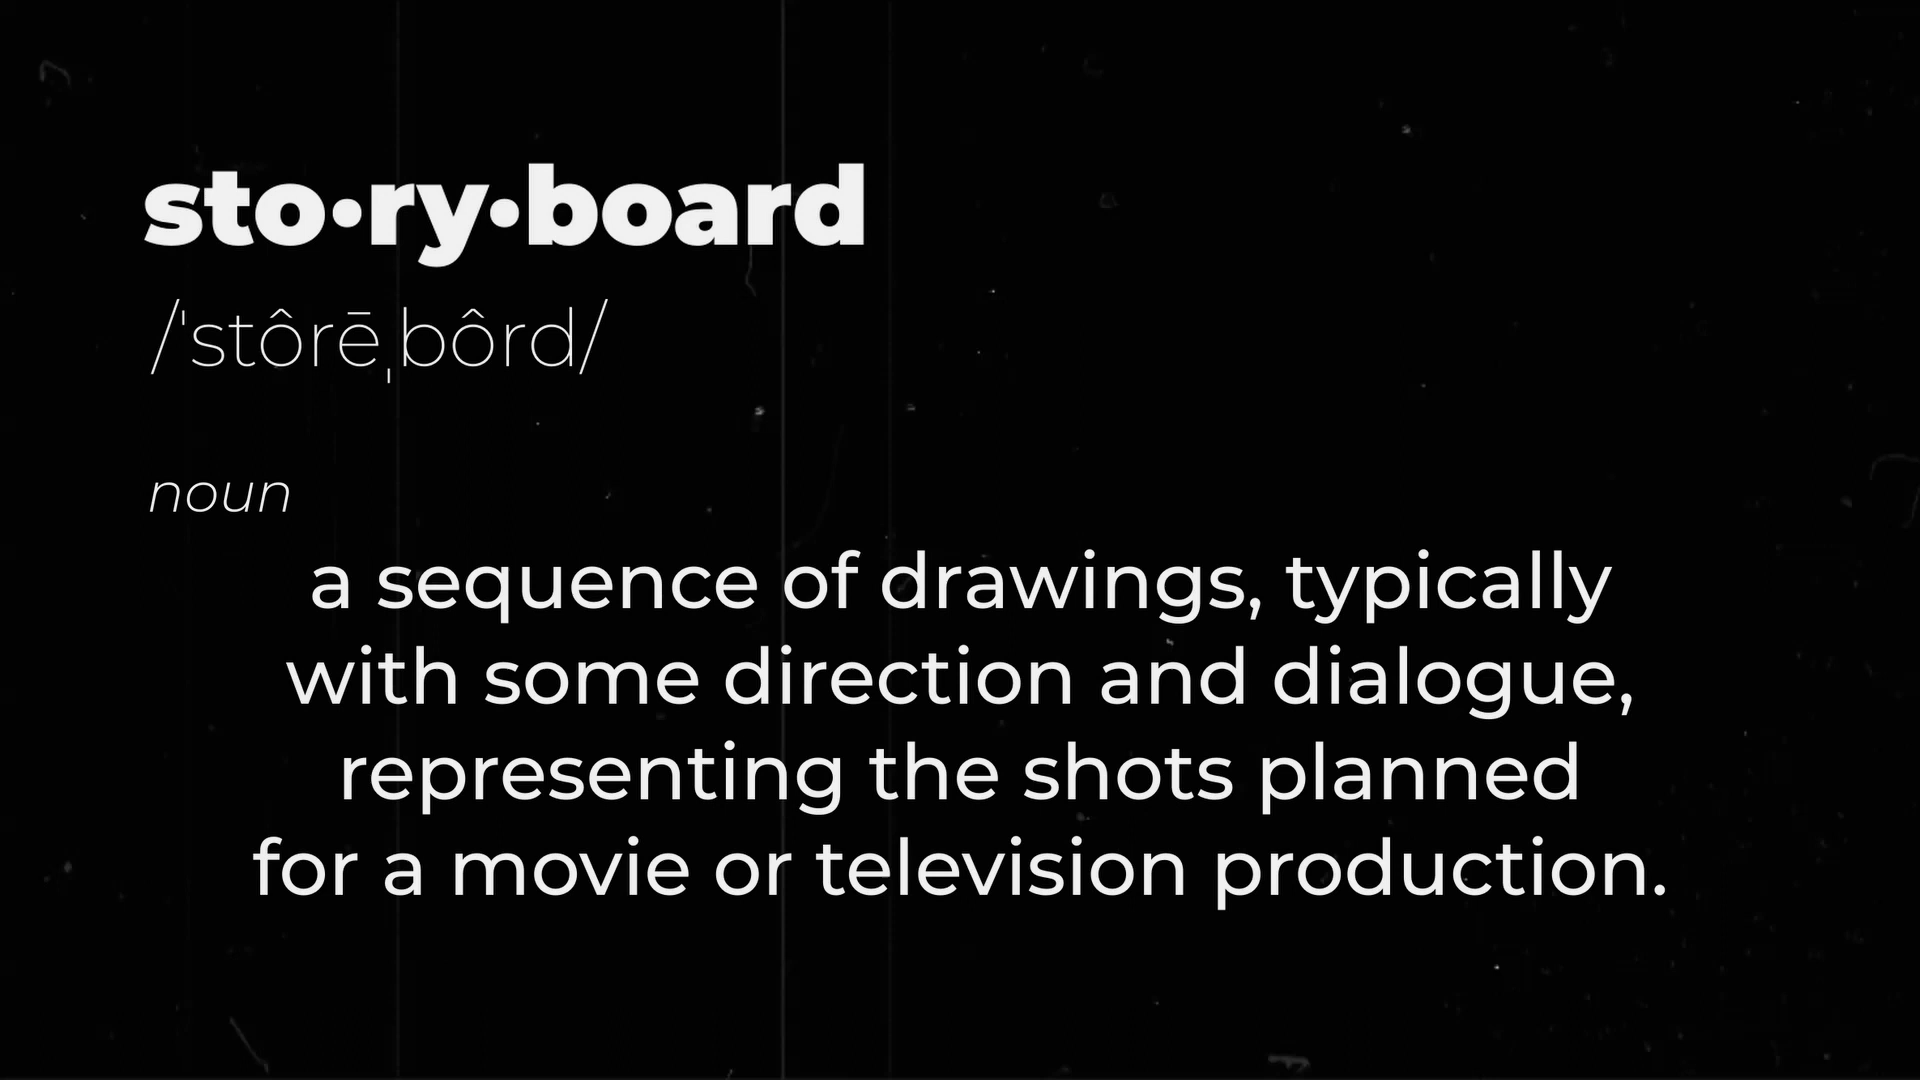 sto•ry•board
/ˈstôrēˌbôrd/
noun
a sequence of drawings, typically
with some direction and dialogue,
representing the shots planned
for a movie or television production.